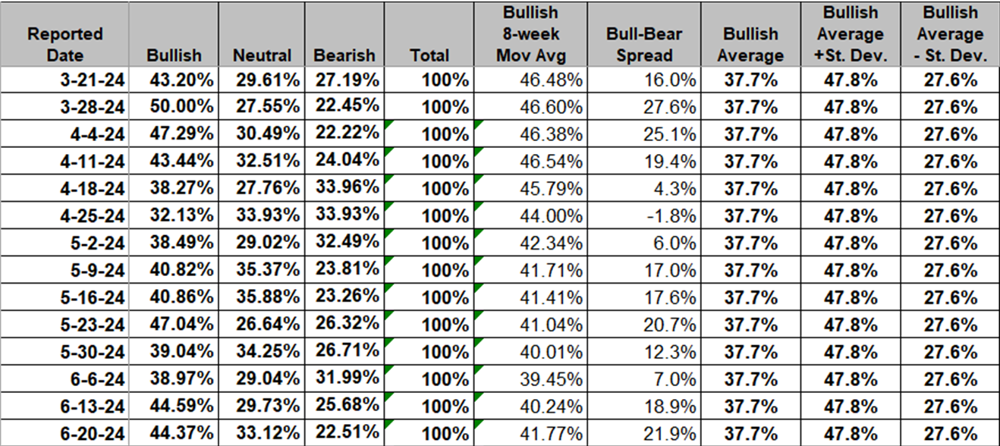 Reported Date Bullish Neutral Bearish Total Bullish 8-week Mov Avg Bull-Bear Spread Bullish Average Bullish Average +St. Dev. Bullish Average - St. Dev.
3-21-24 43.20% 29.61% 27.19% 100% 46.48% 16.0% 37.7% 47.8% 27.6%
3-28-24 50.00% 27.55% 22.45% 100% 46.60% 27.6% 37.7% 47.8% 27.6%
4-4-24 47.29% 30.49% 22.22% 100% 46.38% 25.1% 37.7% 47.8% 27.6%
4-11-24 43.44% 32.51% 24.04% 100% 46.54% 19.4% 37.7% 47.8% 27.6%
4-18-24 38.27% 27.76% 33.96% 100% 45.79% 4.3% 37.7% 47.8% 27.6%
4-25-24 32.13% 33.93% 33.93% 100% 44.00% -1.8% 37.7% 47.8% 27.6%
5-2-24 38.49% 29.02% 32.49% 100% 42.34% 6.0% 37.7% 47.8% 27.6%
5-9-24 40.82% 35.37% 23.81% 100% 41.71% 17.0% 37.7% 47.8% 27.6%
5-16-24 40.86% 35.88% 23.26% 100% 41.41% 17.6% 37.7% 47.8% 27.6%
5-23-24 47.04% 26.64% 26.32% 100% 41.04% 20.7% 37.7% 47.8% 27.6%
5-30-24 39.04% 34.25% 26.71% 100% 40.01% 12.3% 37.7% 47.8% 27.6%
6-6-24 38.97% 29.04% 31.99% 100% 39.45% 7.0% 37.7% 47.8% 27.6%
6-13-24 44.59% 29.73% 25.68% 100% 40.24% 18.9% 37.7% 47.8% 27.6%
6-20-24 44.37% 33.12% 22.51% 100% 41.77% 21.9% 37.7% 47.8% 27.6%